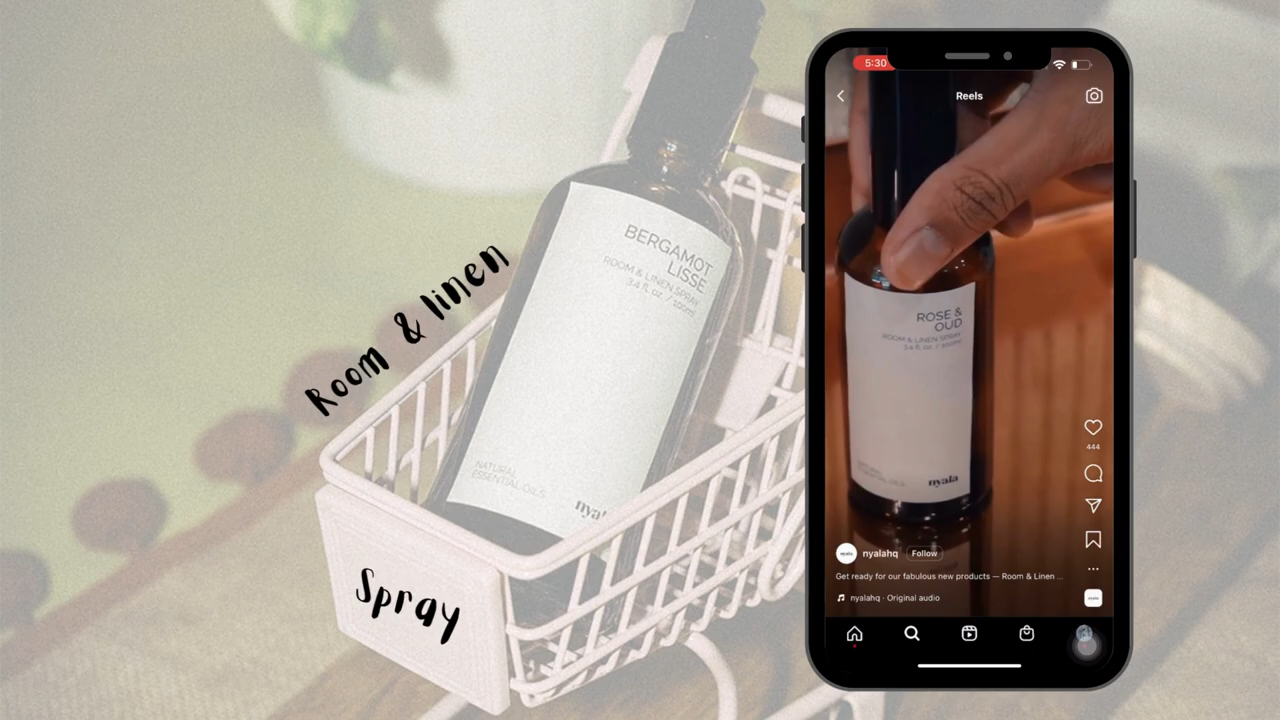 Room & linen
Spray
BERGAMOT
LISSE
ROOM & LINEN SPRAY
3.4 fl. oz. / 100ml
NATURAL
ESSENTIAL OILS.
nyal
5:30
Reels
ROSE &
OUD
ROOM & LINEN SPRAY
3.4 fl. oz. / 100ml
NATURAL
ESSENTIAL OILS.
nyala
444
nyala
nyalahq
Follow
Get ready for our fabulous new products — Room & Linen ...
nyalahq · Original audio
nyala